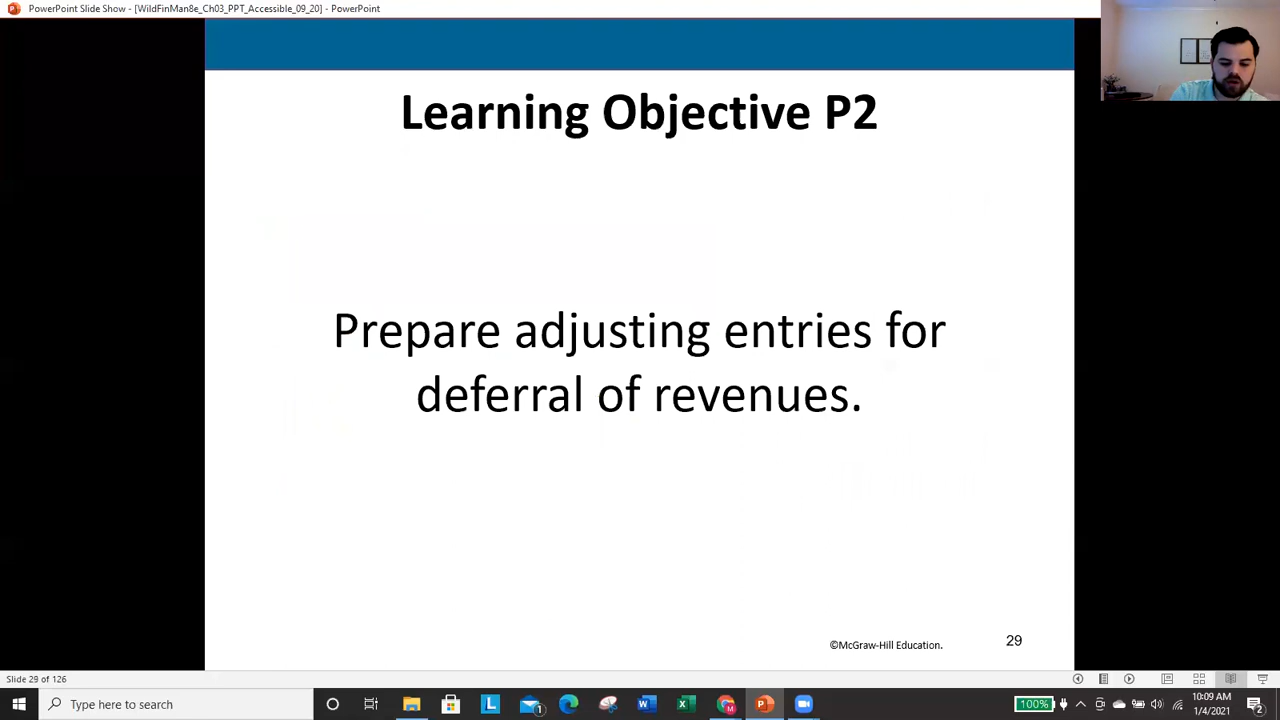 PowerPoint Slide Show - [WildFinMan8e_Ch03_PPT_Accessible_09_20] - PowerPoint
Learning Objective P2
Prepare adjusting entries for
deferral of revenues.
©McGraw-Hill Education.
29
Slide 29 of 126
Type here to search
100%
10:09 AM
1/4/2021